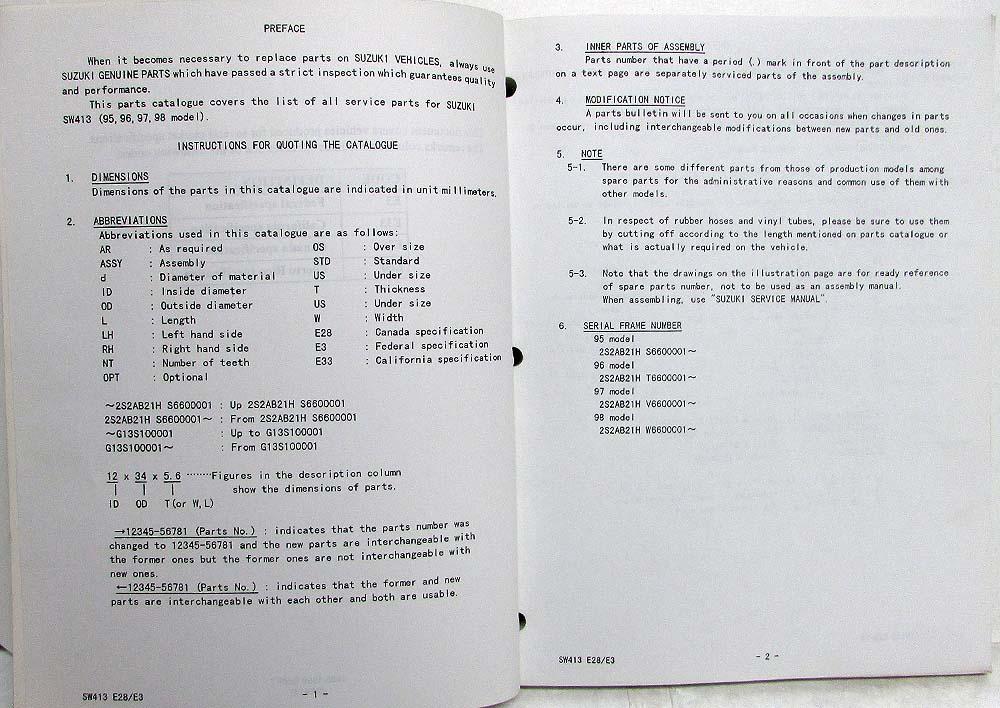 PREFACE
When it becomes necessary to replace parts on SUZUKI VEHICLES, always use
SUZUKI GENUINE PARTS which have passed a strict inspection which guarantees quality
and performance.
This parts catalogue covers the list of all service parts for SUZUKI
SW413 (95, 96, 97, 98 model).
INSTRUCTIONS FOR QUOTING THE CATALOGUE
1. DIMENSIONS
Dimensions of the parts in this catalogue are indicated in unit millimeters.
2. ABBREVIATIONS
Abbreviations used in this catalogue are as follows:
AR : As required OS : Over size
ASSY : Assembly STD : Standard
d : Diameter of material US : Under size
ID : Inside diameter T : Thickness
OD : Outside diameter US : Under size
L : Length W : Width
LH : Left hand side E28 : Canada specification
RH : Right hand side E3 : Federal specification
NT : Number of teeth E33 : California specification
OPT : Optional
~2S2AB21H S6600001 : Up 2S2AB21H S6600001
2S2AB21H S6600001~ : From 2S2AB21H S6600001
~G13S100001 : Up to G13S100001
G13S100001~ : From G13S100001
12 x 34 x 5.6 ········Figures in the description column
show the dimensions of parts.
ID OD T(or W, L)
→12345-56781 (Parts No.) : indicates that the parts number was
changed to 12345-56781 and the new parts are interchangeable with
the former ones but the former ones are not interchangeable with
new ones.
←12345-56781 (Parts No.) : indicates that the former and new
parts are interchangeable with each other and both are usable.
SW413 E28/E3
- 1 -
3. INNER PARTS OF ASSEMBLY
Parts number that have a period (.) mark in front of the part description
on a text page are separately serviced parts of the assembly.
4. MODIFICATION NOTICE
A parts bulletin will be sent to you on all occasions when changes in parts
occur, including interchangeable modifications between new parts and old ones.
5. NOTE
5-1. There are some different parts from those of production models among
spare parts for the administrative reasons and common use of them with
other models.
5-2. In respect of rubber hoses and vinyl tubes, please be sure to use them
by cutting off according to the length mentioned on parts catalogue or
what is actually required on the vehicle.
5-3. Note that the drawings on the illustration page are for ready reference
of spare parts number, not to be used as an assembly manual.
When assembling, use "SUZUKI SERVICE MANUAL".
6. SERIAL FRAME NUMBER
95 model
2S2AB21H S6600001~
96 model
2S2AB21H T6600001~
97 model
2S2AB21H V6600001~
98 model
2S2AB21H W6600001~
SW413 E28/E3
- 2 -